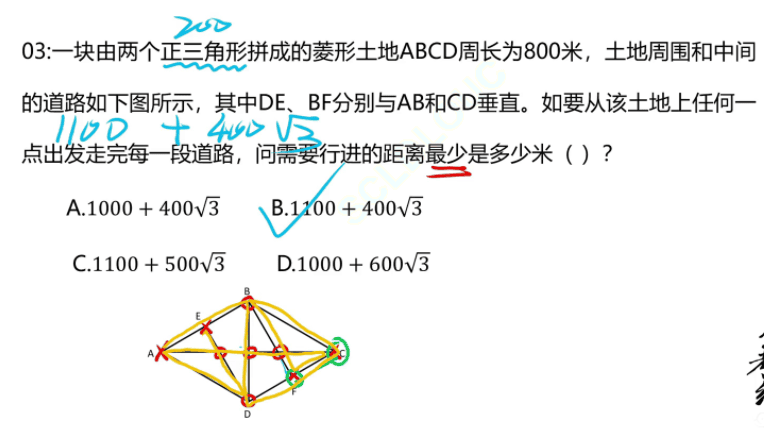 200
03:一块由两个正三角形拼成的菱形土地ABCD周长为800米，土地周围和中间
的道路如下图所示，其中DE、BF分别与AB和CD垂直。如要从该土地上任何一
1100 + 400√3
点出发走完每一段道路，问需要行进的距离最少是多少米（）？
A.1000 + 400√3 B.1100 + 400√3
C.1100 + 500√3 D.1000 + 600√3
B
E
A C
F
D